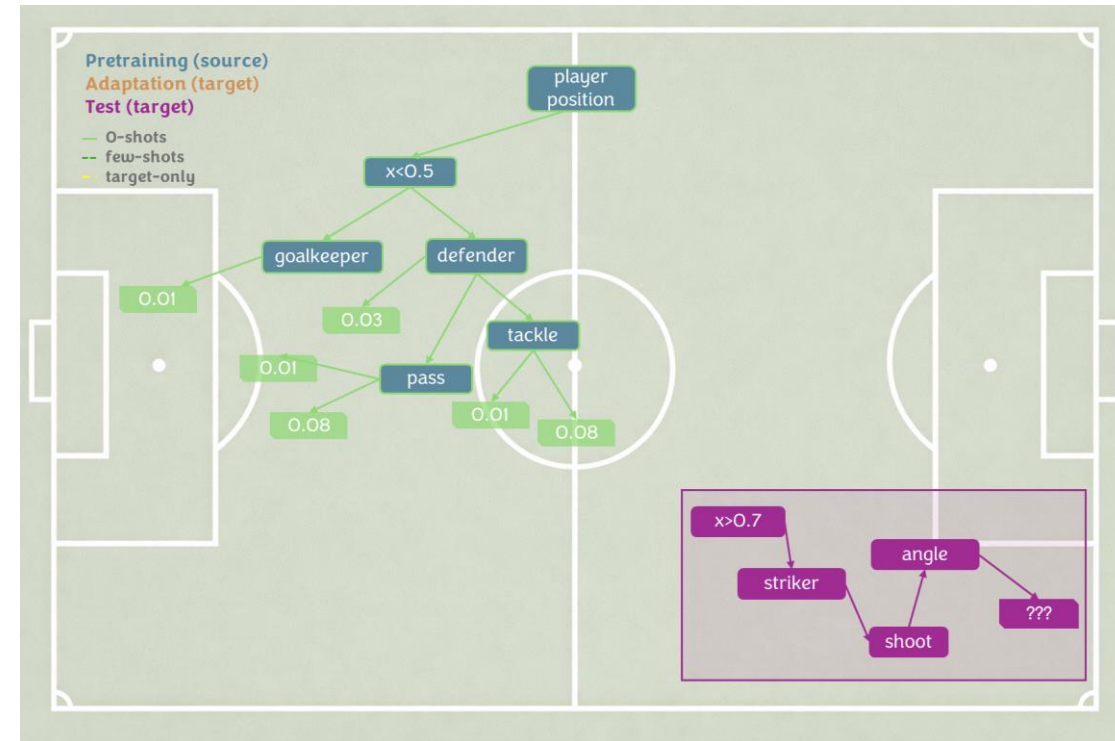 Pretraining (source)
Adaptation (target)
Test (target)
0-shots
few-shots
target-only
player
position
x<0.5
goalkeeper
defender
0.01
0.03
tackle
0.01
pass
0.01
0.08
0.08
x>0.7
angle
striker
???
shoot